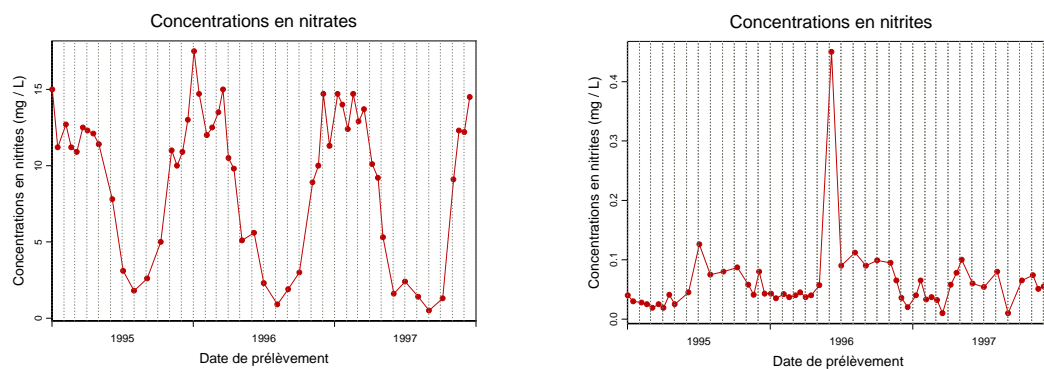 Concentrations en nitrates
Concentrations en nitrites (mg / L)
15
10
5
0
1995 1996 1997
Date de prélèvement
Concentrations en nitrites
Concentrations en nitrites (mg / L)
0.4
0.3
0.2
0.1
0.0
1995 1996 1997
Date de prélèvement